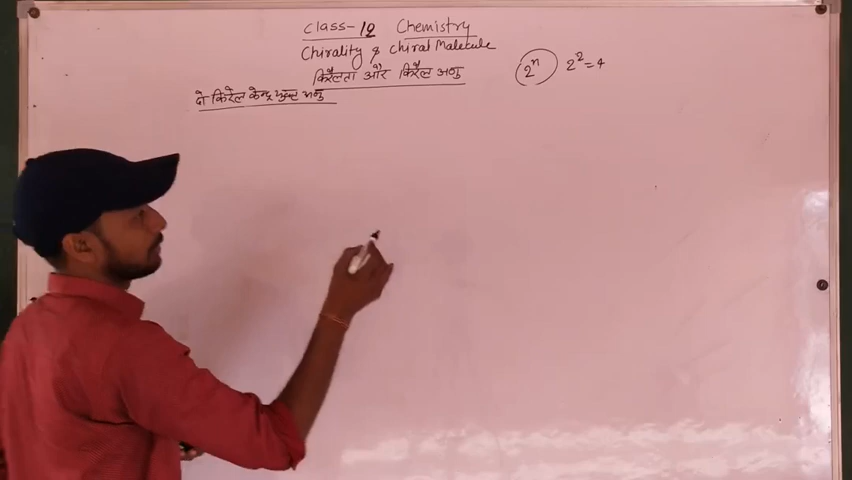 Class-12 Chemistry
Chirality & Chiral Molecule
किरैलता और किरैल अणु
2ⁿ 2²=4
दो किरैल केन्द्र युक्त अणु